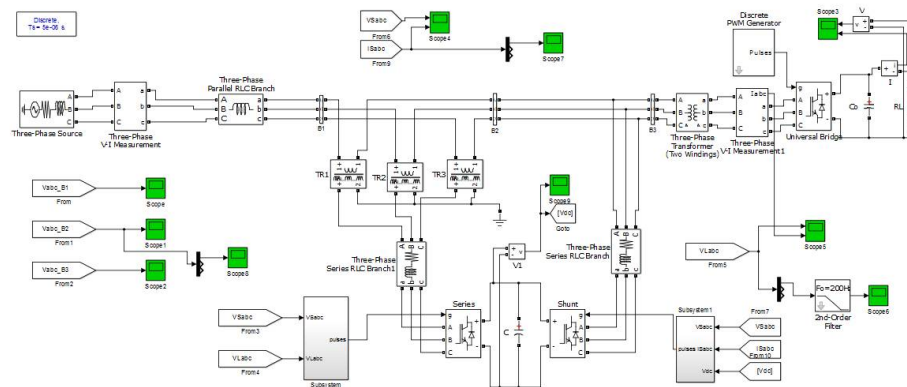 Discrete,
Ts = 5e-06 s.
VSabc
From6
Scope4
ISabc
From9
Scope7
Scope3
V
Discrete
PWM Generator
Pulses
I
RL
Three-Phase Source
Three-Phase
V-I Measurement
Three-Phase
Parallel RLC Branch
B1
B2
B3
Three-Phase
Transformer
(Two Windings)
Iabc
Three-Phase
V-I Measurement1
Universal Bridge
Co
TR1
TR2
TR3
Vabc_B1
From
Scope
Vabc_B2
From1
Scope1
Scope8
Vabc_B3
From2
Scope2
Scope9
[Vdc]
Goto
V1
Three-Phase
Series RLC Branch1
Three-Phase
Series RLC Branch
VLabc
From5
Scope5
Fo=200Hz
2nd-Order
Filter
Scope6
VSabc
From3
VLabc
From4
VSabc
VLabc
pulses
Subsystem
Series
C
Shunt
Subsystem1
VSabc
pulses ISabc
Vdc
From7
VSabc
ISabc
From10
[Vdc]